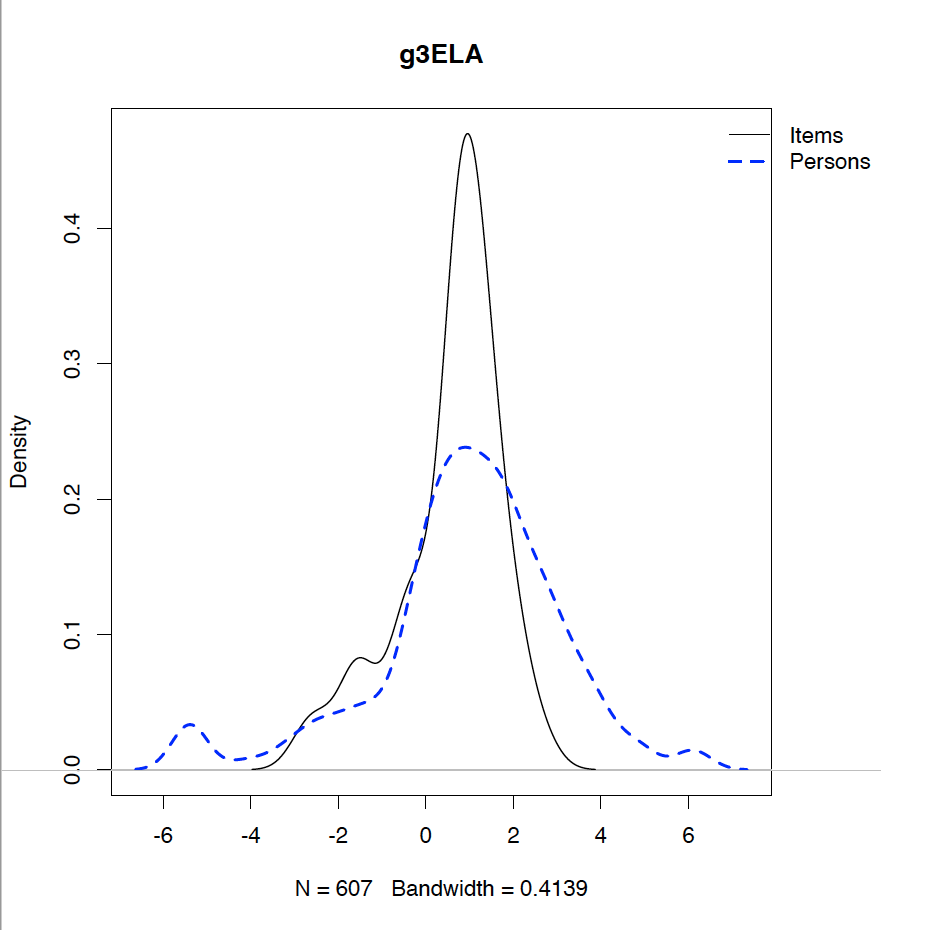 g3ELA
Items
Persons
Density
0.4
0.3
0.2
0.1
0.0
-6 -4 -2 0 2 4 6
N = 607 Bandwidth = 0.4139